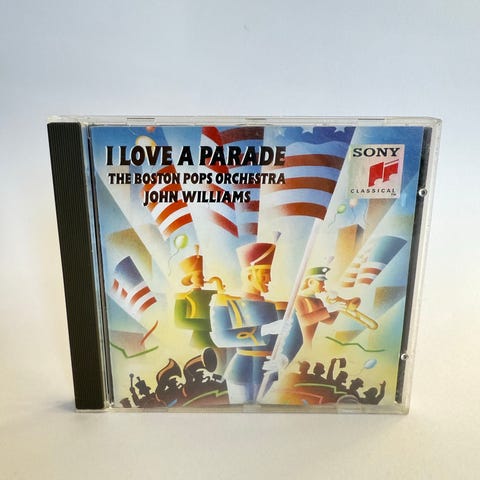 I LOVE A PARADE
THE BOSTON POPS ORCHESTRA
JOHN WILLIAMS
SONY
CLASSICAL